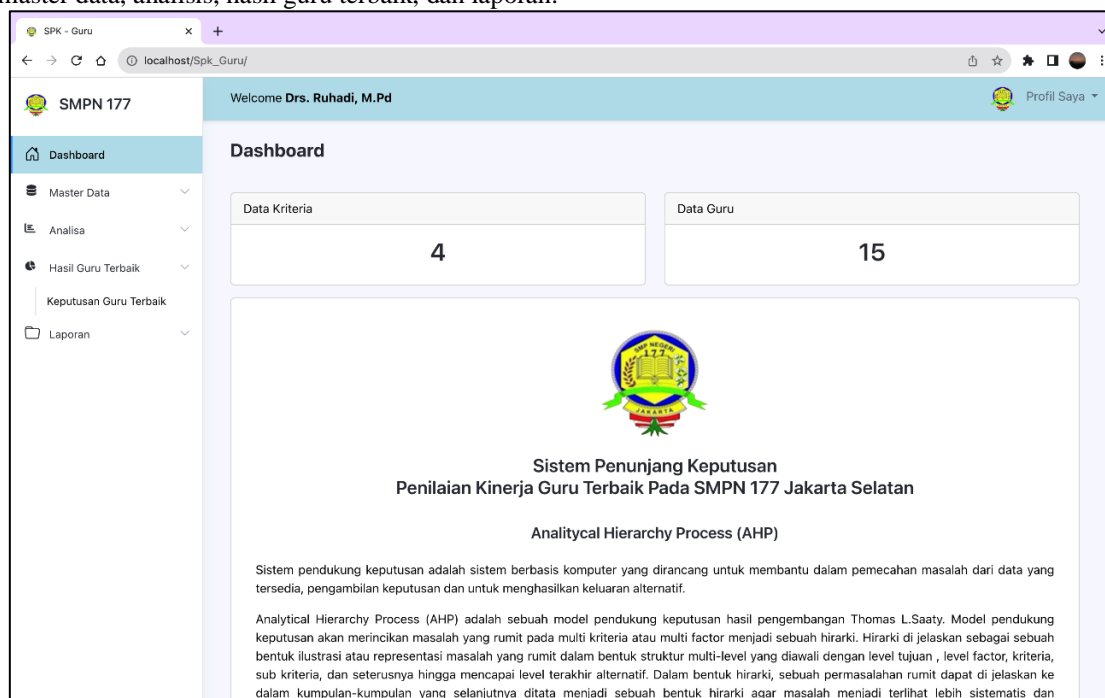 master data, analisis, hasil guru terbaik, dan laporan.
SPK - Guru
localhost/Spk_Guru/
SMPN 177
Welcome Drs. Ruhadi, M.Pd
Profil Saya
Dashboard
Dashboard
Master Data
Data Kriteria
Data Guru
Analisa
4
15
Hasil Guru Terbaik
Keputusan Guru Terbaik
Laporan
SMP NEGERI
177
JAKARTA
Sistem Penunjang Keputusan
Penilaian Kinerja Guru Terbaik Pada SMPN 177 Jakarta Selatan
Analitycal Hierarchy Process (AHP)
Sistem pendukung keputusan adalah sistem berbasis komputer yang dirancang untuk membantu dalam pemecahan masalah dari data yang
tersedia, pengambilan keputusan dan untuk menghasilkan keluaran alternatif.
Analytical Hierarchy Process (AHP) adalah sebuah model pendukung keputusan hasil pengembangan Thomas L.Saaty. Model pendukung
keputusan akan merincikan masalah yang rumit pada multi kriteria atau multi factor menjadi sebuah hirarki. Hirarki di jelaskan sebagai sebuah
bentuk ilustrasi atau representasi masalah yang rumit dalam bentuk struktur multi-level yang diawali dengan level tujuan , level factor, kriteria,
sub kriteria, dan seterusnya hingga mencapai level terakhir alternatif. Dalam bentuk hirarki, sebuah permasalahan rumit dapat di jelaskan ke
dalam kumpulan-kumpulan yang selanjutnya ditata menjadi sebuah bentuk hirarki agar masalah menjadi terlihat lebih sistematis dan